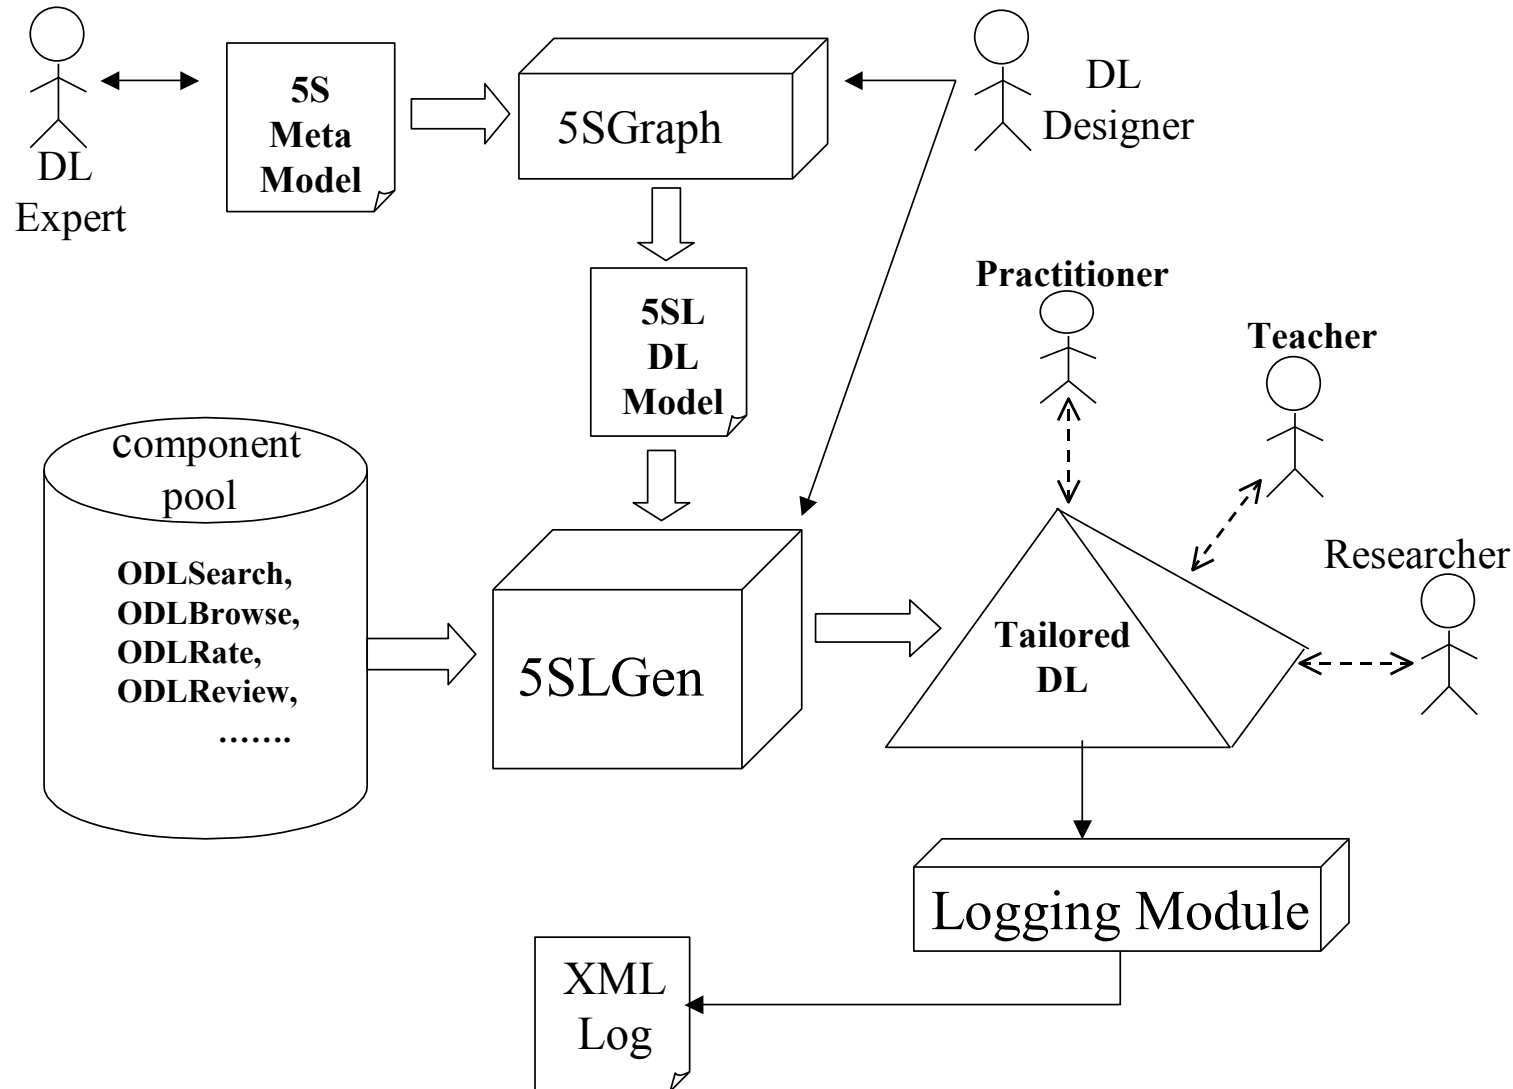 DL
Expert
5S
Meta
Model
5SGraph
DL
Designer
5SL
DL
Model
Practitioner
Teacher
Researcher
component
pool
ODLSearch,
ODLBrowse,
ODLRate,
ODLReview,
.......
5SLGen
Tailored
DL
Logging Module
XML
Log